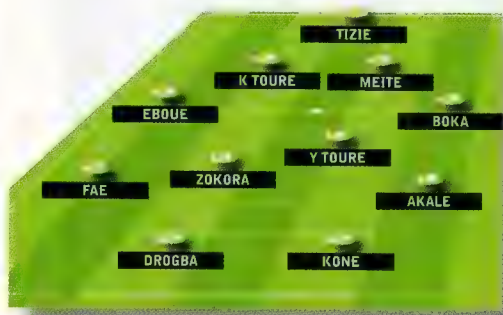 TIZIE
K TOURE
MEITE
EBOUE
BOKA
Y TOURE
ZOKORA
FAE
AKALE
DROGBA
KONE